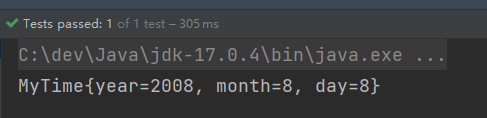 Tests passed: 1 of 1 test – 305 ms
C:\dev\Java\jdk-17.0.4\bin\java.exe ...
MyTime{year=2008, month=8, day=8}